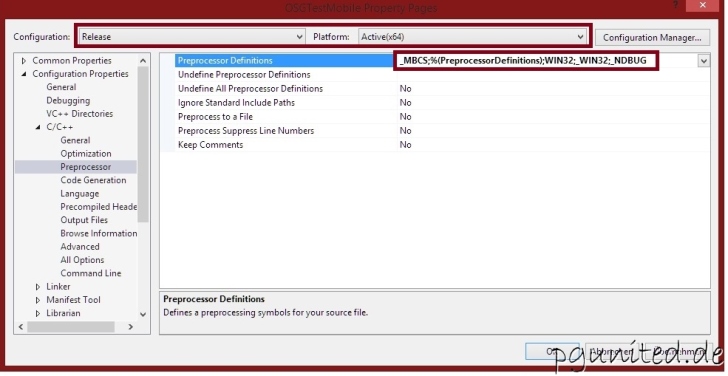 OSGTestMobile Property Pages
? ×
Configuration: Release Platform: Active(x64) Configuration Manager...
Common Properties
Configuration Properties
General
Debugging
VC++ Directories
C/C++
General
Optimization
Preprocessor
Code Generation
Language
Precompiled Heade
Output Files
Browse Information
Advanced
All Options
Command Line
Linker
Manifest Tool
Librarian
Preprocessor Definitions _MBCS;%(PreprocessorDefinitions);WIN32;_WIN32;_NDBUG
Undefine Preprocessor Definitions
Undefine All Preprocessor Definitions No
Ignore Standard Include Paths No
Preprocess to a File No
Preprocess Suppress Line Numbers No
Keep Comments No
Preprocessor Definitions
Defines a preprocessing symbols for your source file.
OK Abbrechen
pgunited.de